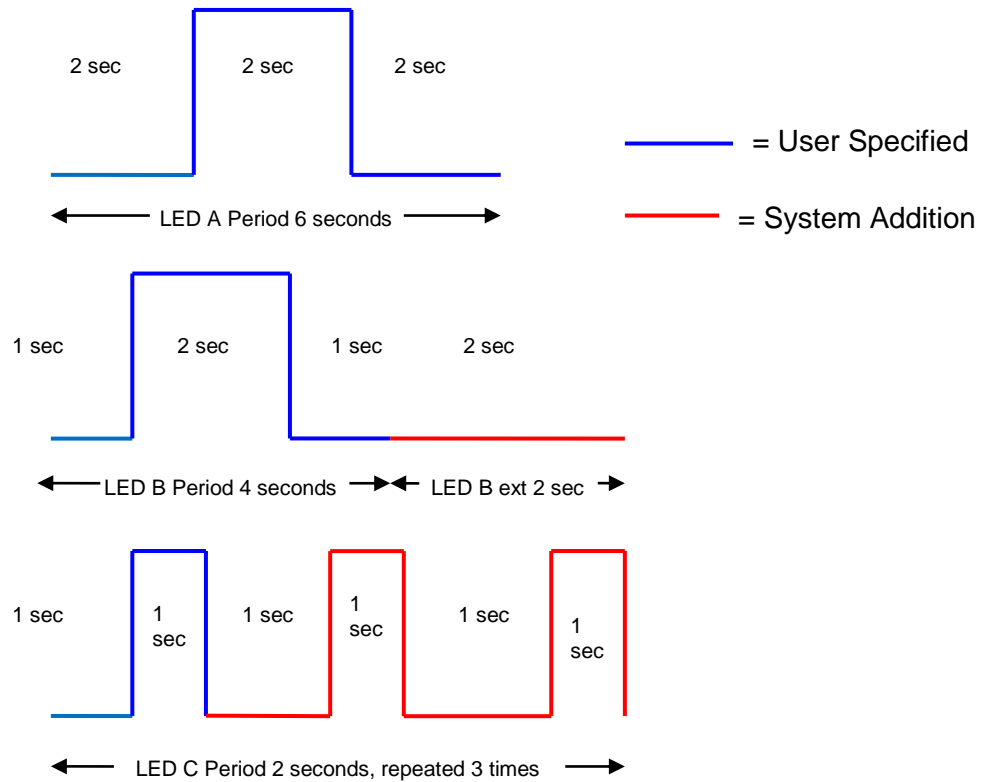 2 sec
2 sec
2 sec
= User Specified
LED A Period 6 seconds
= System Addition
1 sec
2 sec
1 sec
2 sec
LED B Period 4 seconds
LED B ext 2 sec
1 sec
1
sec
1 sec
1
sec
1 sec
1
sec
LED C Period 2 seconds, repeated 3 times